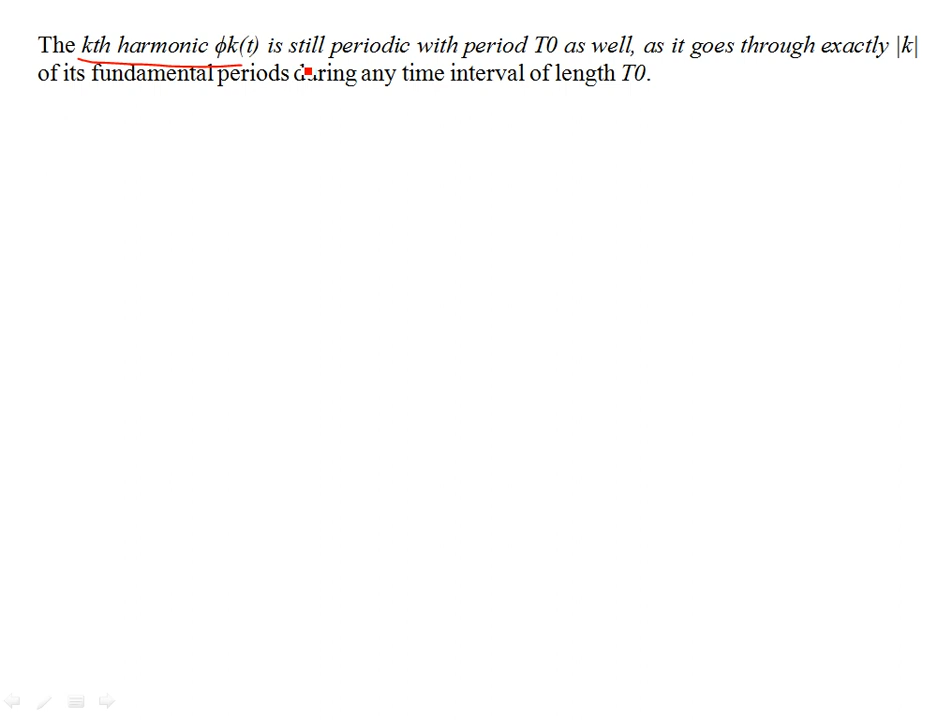 The kth harmonic ϕk(t) is still periodic with period T0 as well, as it goes through exactly |k|
of its fundamental periods during any time interval of length T0.